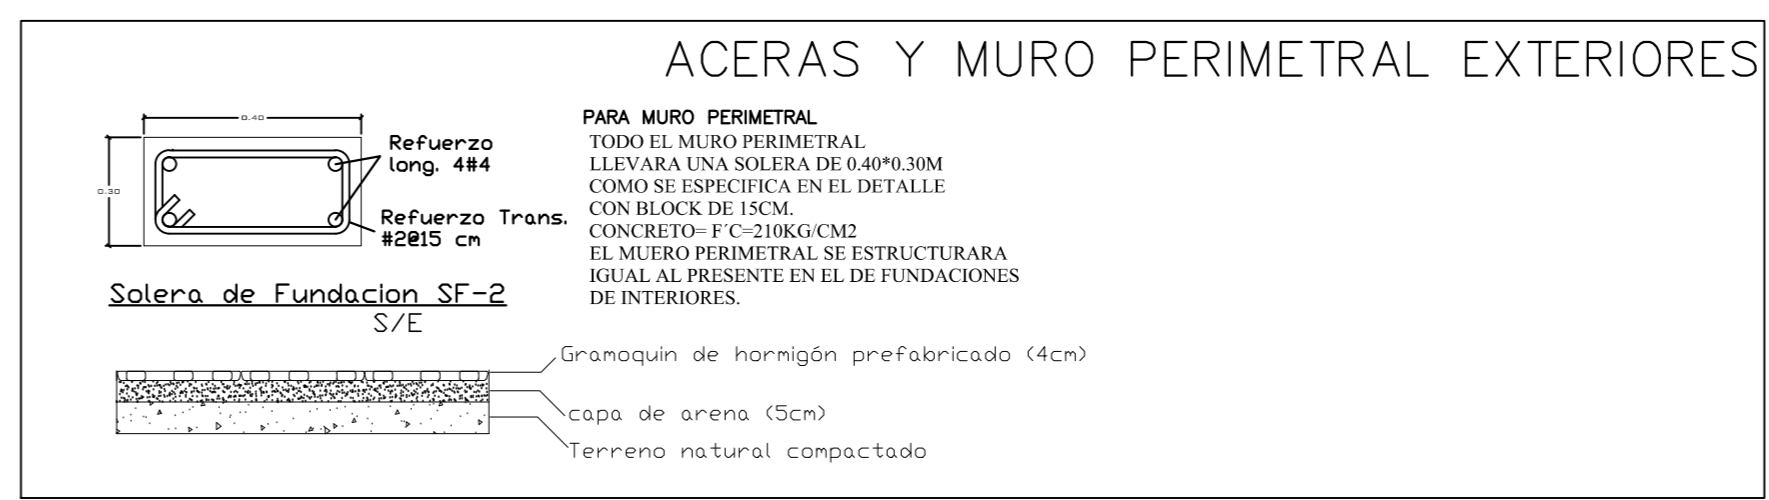 ACERAS Y MURO PERIMETRAL EXTERIORES
0.40
0.30
Refuerzo
long. 4#4
Refuerzo Trans.
#2@15 cm
Solera de Fundacion SF-2
S/E
PARA MURO PERIMETRAL
TODO EL MURO PERIMETRAL
LLEVARA UNA SOLERA DE 0.40*0.30M
COMO SE ESPECIFICA EN EL DETALLE
CON BLOCK DE 15CM.
CONCRETO= F´C=210KG/CM2
EL MUERO PERIMETRAL SE ESTRUCTURARA
IGUAL AL PRESENTE EN EL DE FUNDACIONES
DE INTERIORES.
Gramoquin de hormigón prefabricado (4cm)
capa de arena (5cm)
Terreno natural compactado